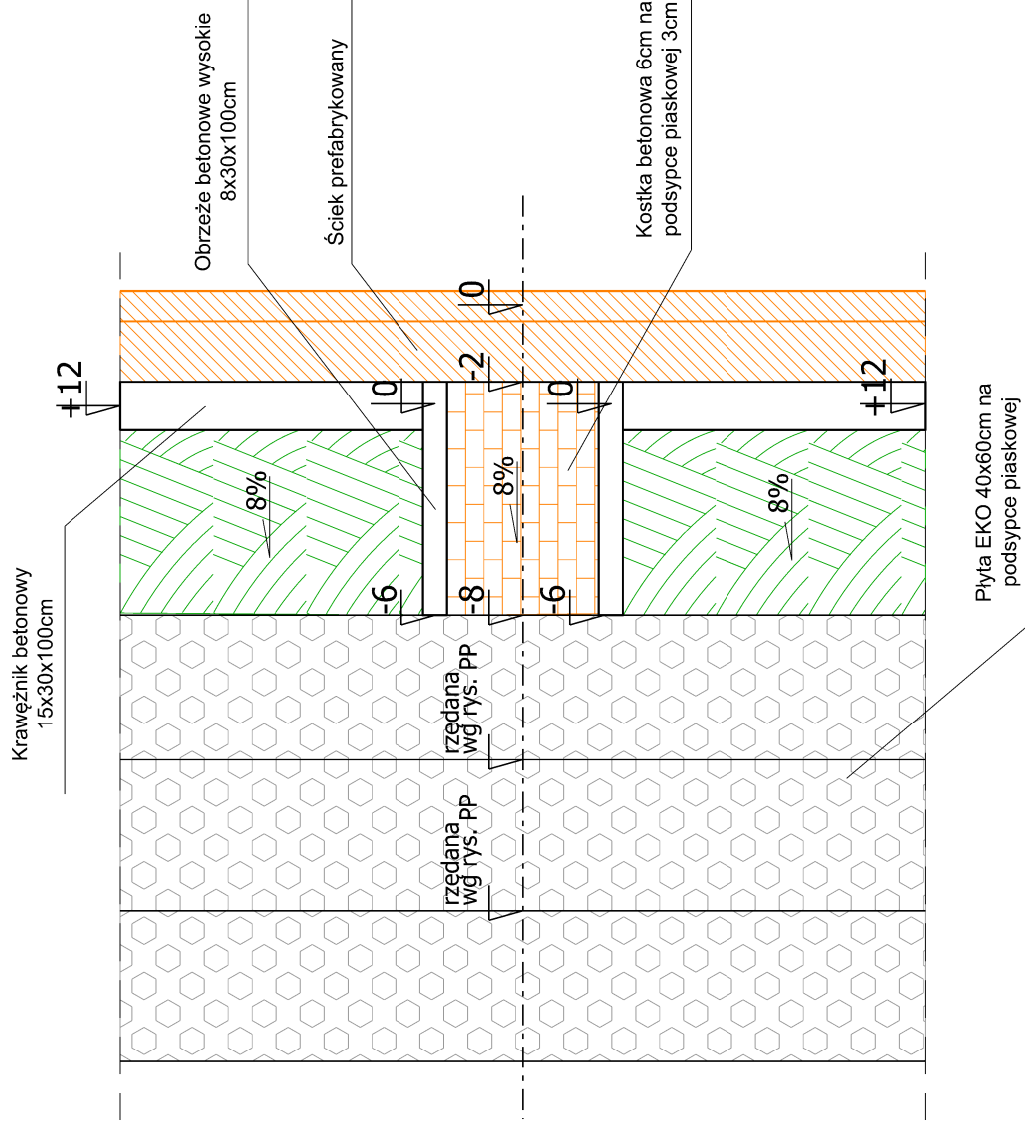 Krawężnik betonowy
15x30x100cm
Obrzeże betonowe wysokie
8x30x100cm
Ściek prefabrykowany
Kostka betonowa 6cm na
podsypce piaskowej 3cm
Płyta EKO 40x60cm na
podsypce piaskowej
+12
0
0
-2
0
+12
8%
8%
8%
-6
-8
-6
rzędana
wg rys. PP
rzędana
wg rys. PP